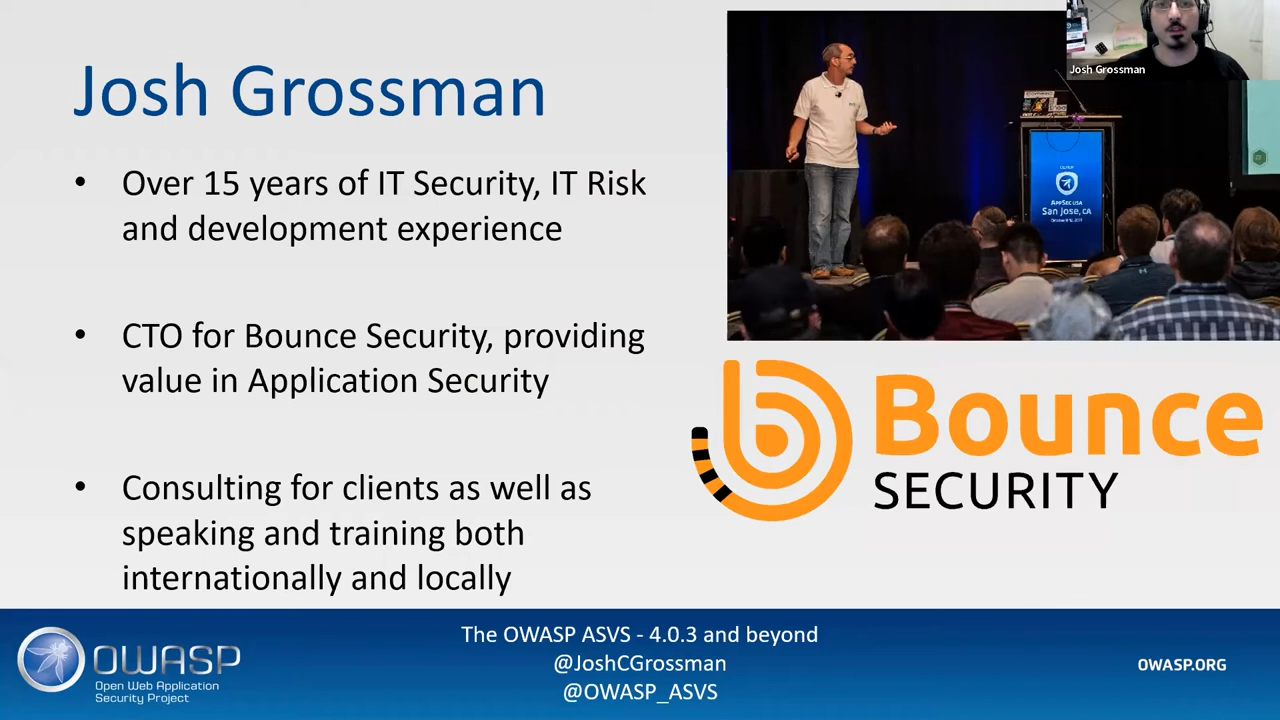 Josh Grossman
• Over 15 years of IT Security, IT Risk
and development experience
• CTO for Bounce Security, providing
value in Application Security
• Consulting for clients as well as
speaking and training both
internationally and locally
Josh Grossman
OWASP
AppSec USA
San Jose, CA
Bounce
SECURITY
OWASP
Open Web Application
Security Project
The OWASP ASVS - 4.0.3 and beyond
@JoshCGrossman
@OWASP_ASVS
OWASP.ORG